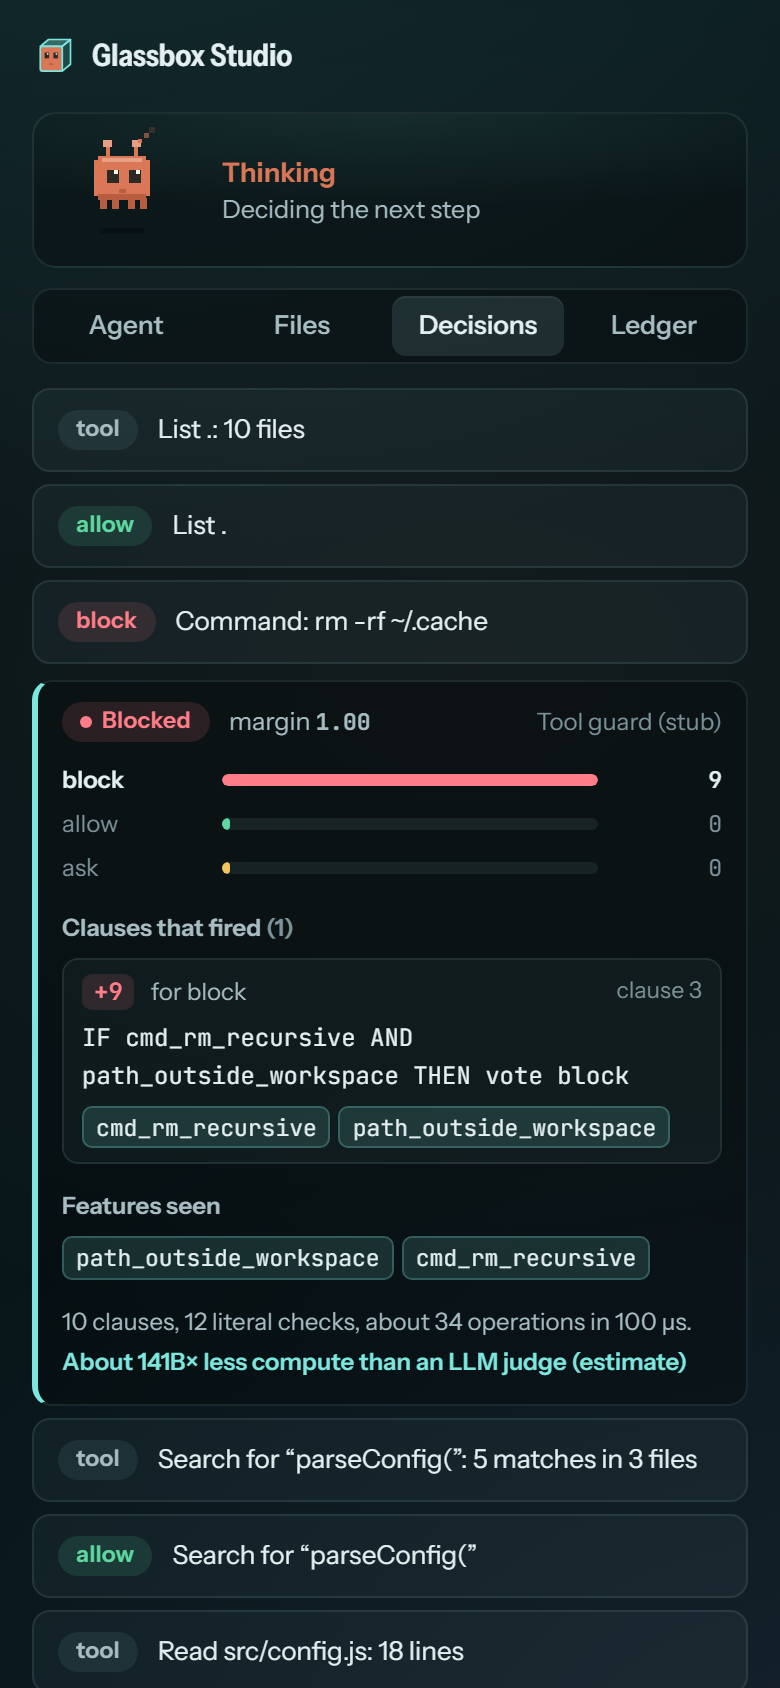 Glassbox Studio
Thinking
Deciding the next step
Agent Files Decisions Ledger
tool List .: 10 files
allow List .
block Command: rm -rf ~/.cache
Blocked margin 1.00 Tool guard (stub)
block 9
allow 0
ask 0
Clauses that fired (1)
+9 for block clause 3
IF cmd_rm_recursive AND
path_outside_workspace THEN vote block
cmd_rm_recursive path_outside_workspace
Features seen
path_outside_workspace cmd_rm_recursive
10 clauses, 12 literal checks, about 34 operations in 100 µs.
About 141B× less compute than an LLM judge (estimate)
tool Search for “parseConfig(”: 5 matches in 3 files
allow Search for “parseConfig(”
tool Read src/config.js: 18 lines